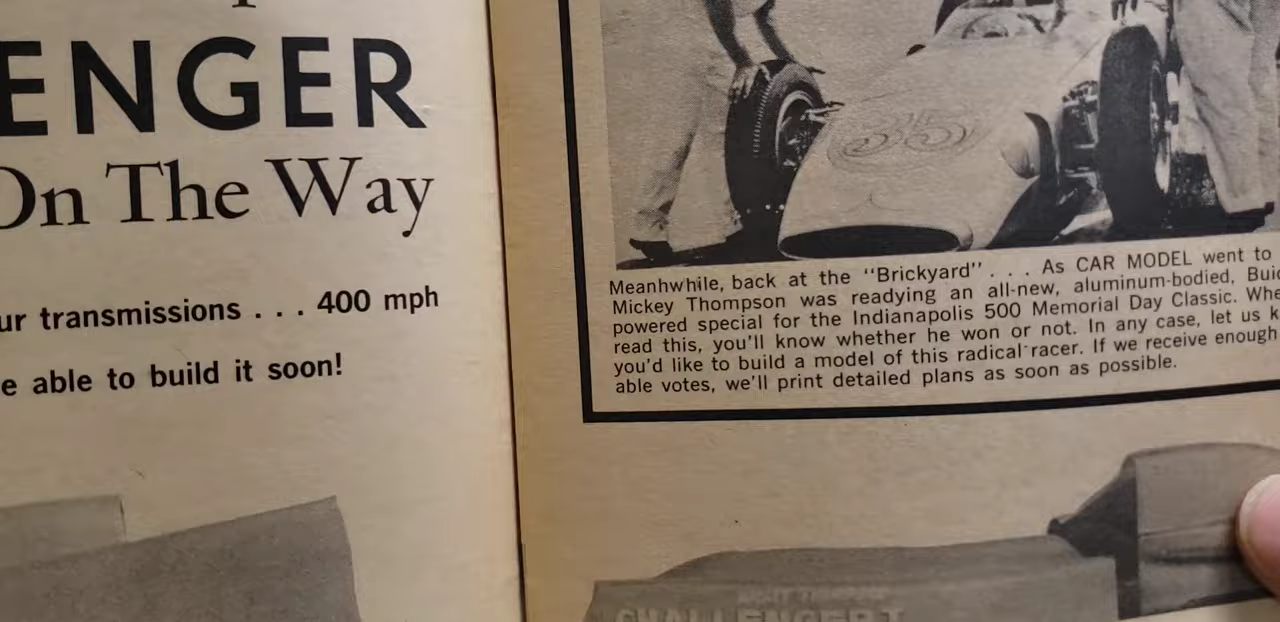 ENGER
On The Way
ur transmissions . . . 400 mph
e able to build it soon!
35
Meanwhile, back at the "Brickyard" . . . As CAR MODEL went to
Mickey Thompson was readying an all-new, aluminum-bodied, Buic
powered special for the Indianapolis 500 Memorial Day Classic. Whe
read this, you'll know whether he won or not. In any case, let us k
you'd like to build a model of this radical racer. If we receive enough
able votes, we'll print detailed plans as soon as possible.
CHALLENGER I